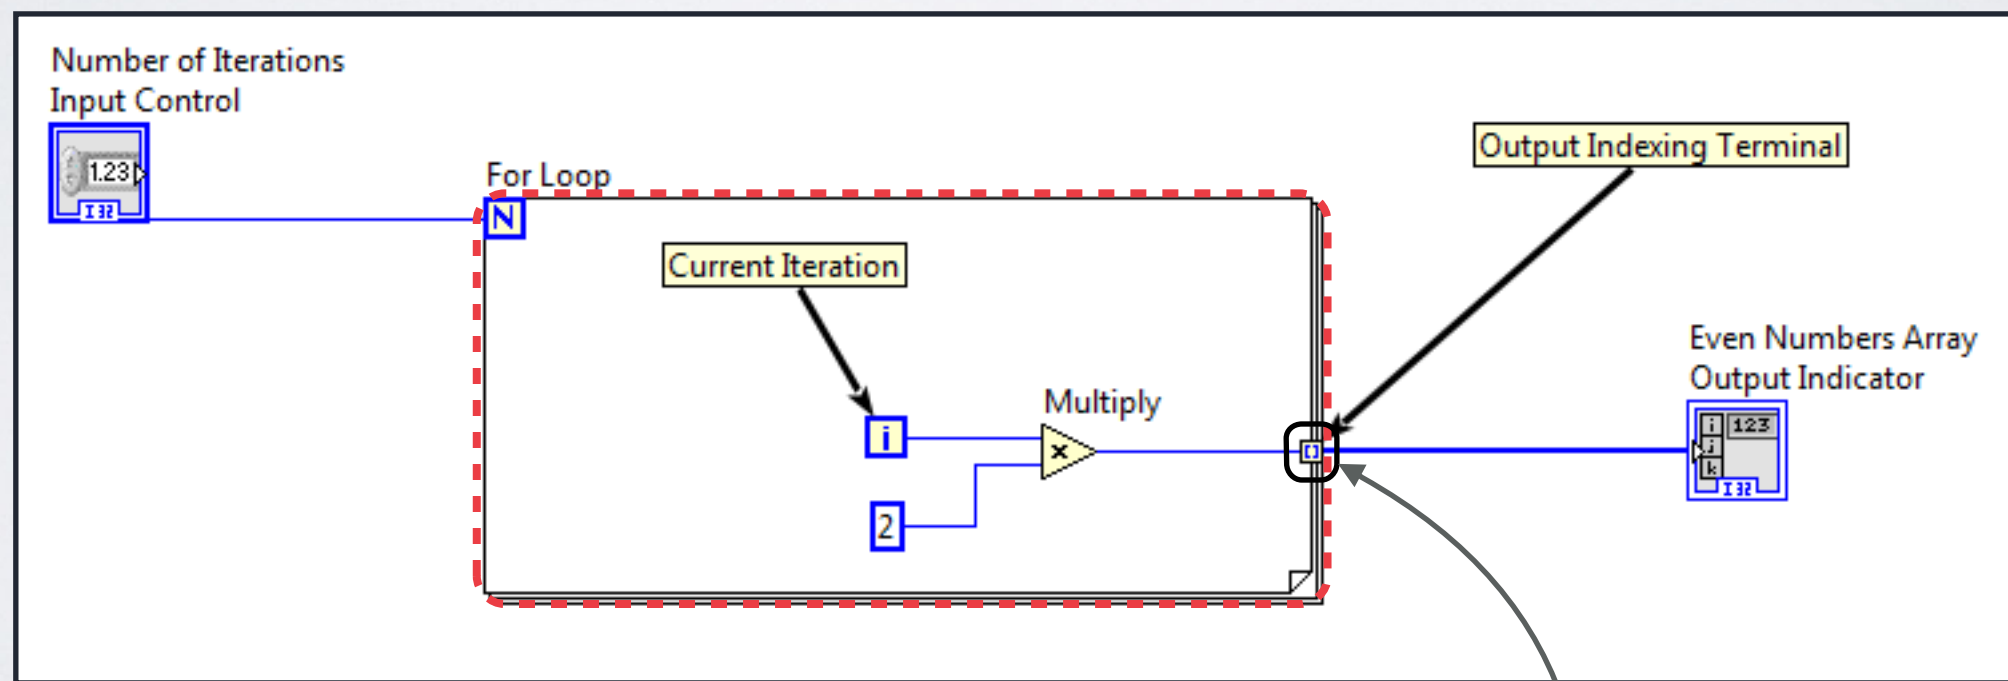 Number of Iterations
Input Control
1.23
I32
For Loop
N
Current Iteration
Output Indexing Terminal
i
Multiply
x
2
[]
Even Numbers Array
Output Indicator
i
j
k
123
I32